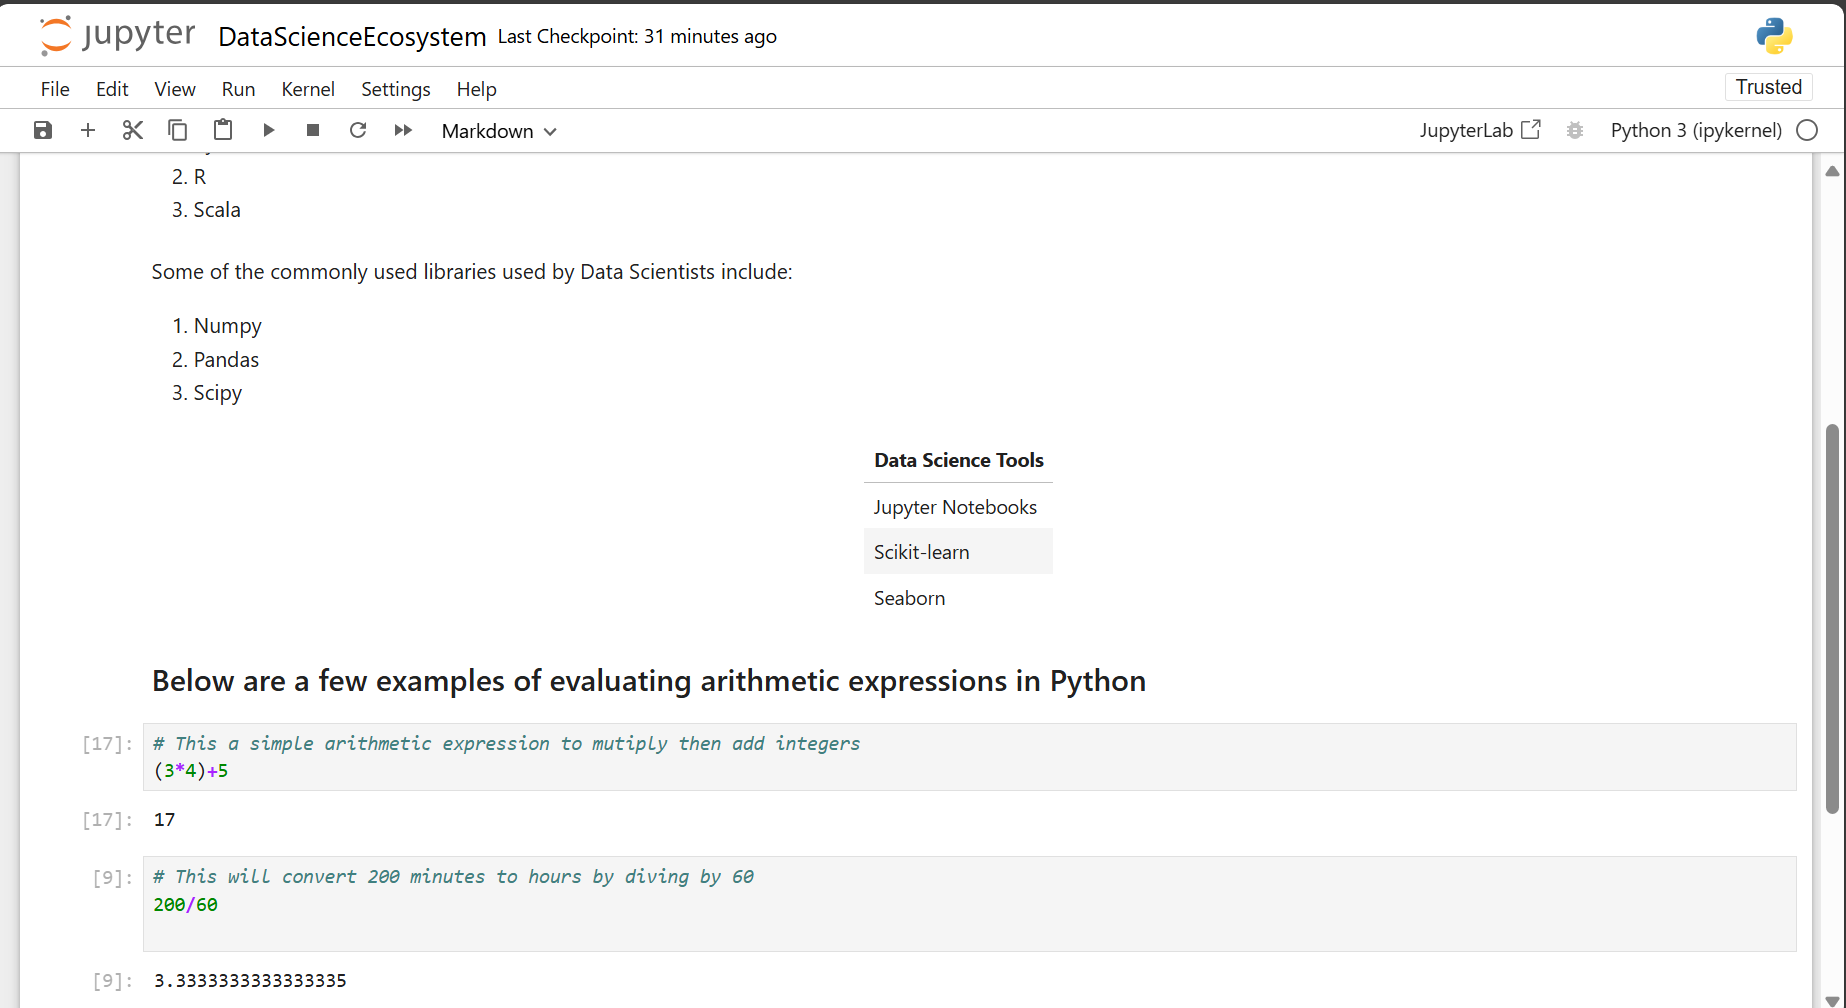 jupyter DataScienceEcosystem Last Checkpoint: 31 minutes ago
File Edit View Run Kernel Settings Help Trusted
Markdown JupyterLab Python 3 (ipykernel)
2. R
3. Scala
Some of the commonly used libraries used by Data Scientists include:
1. Numpy
2. Pandas
3. Scipy
Data Science Tools
Jupyter Notebooks
Scikit-learn
Seaborn
Below are a few examples of evaluating arithmetic expressions in Python
[17]: # This a simple arithmetic expression to mutiply then add integers
(3*4)+5
[17]: 17
[9]: # This will convert 200 minutes to hours by diving by 60
200/60
[9]: 3.3333333333333335